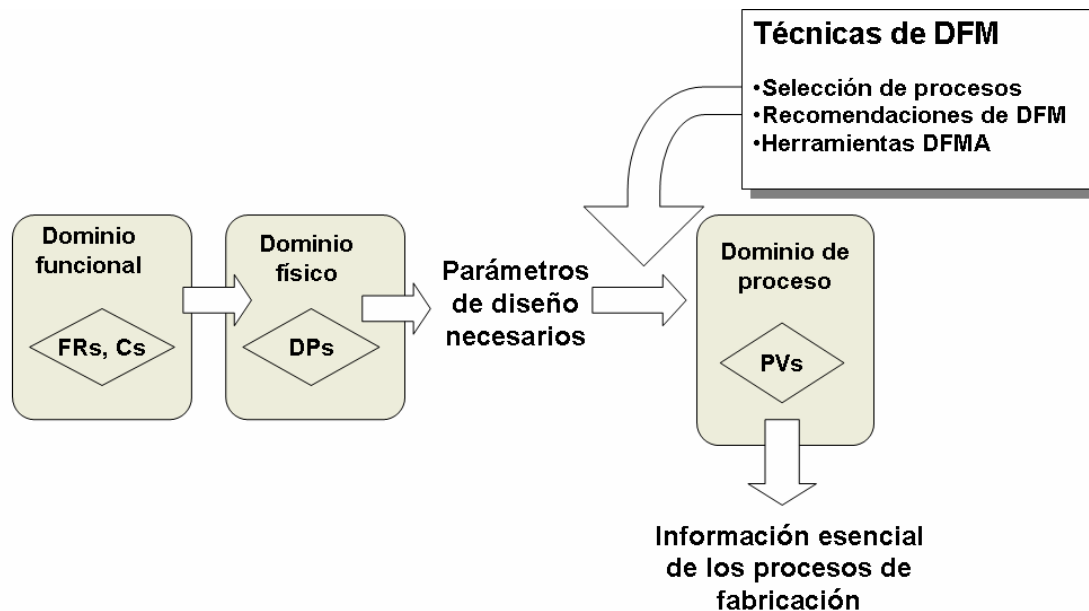 Técnicas de DFM
•Selección de procesos
•Recomendaciones de DFM
•Herramientas DFMA
Dominio
funcional
FRs, Cs
Dominio
físico
DPs
Parámetros
de diseño
necesarios
Dominio de
proceso
PVs
Información esencial
de los procesos de
fabricación